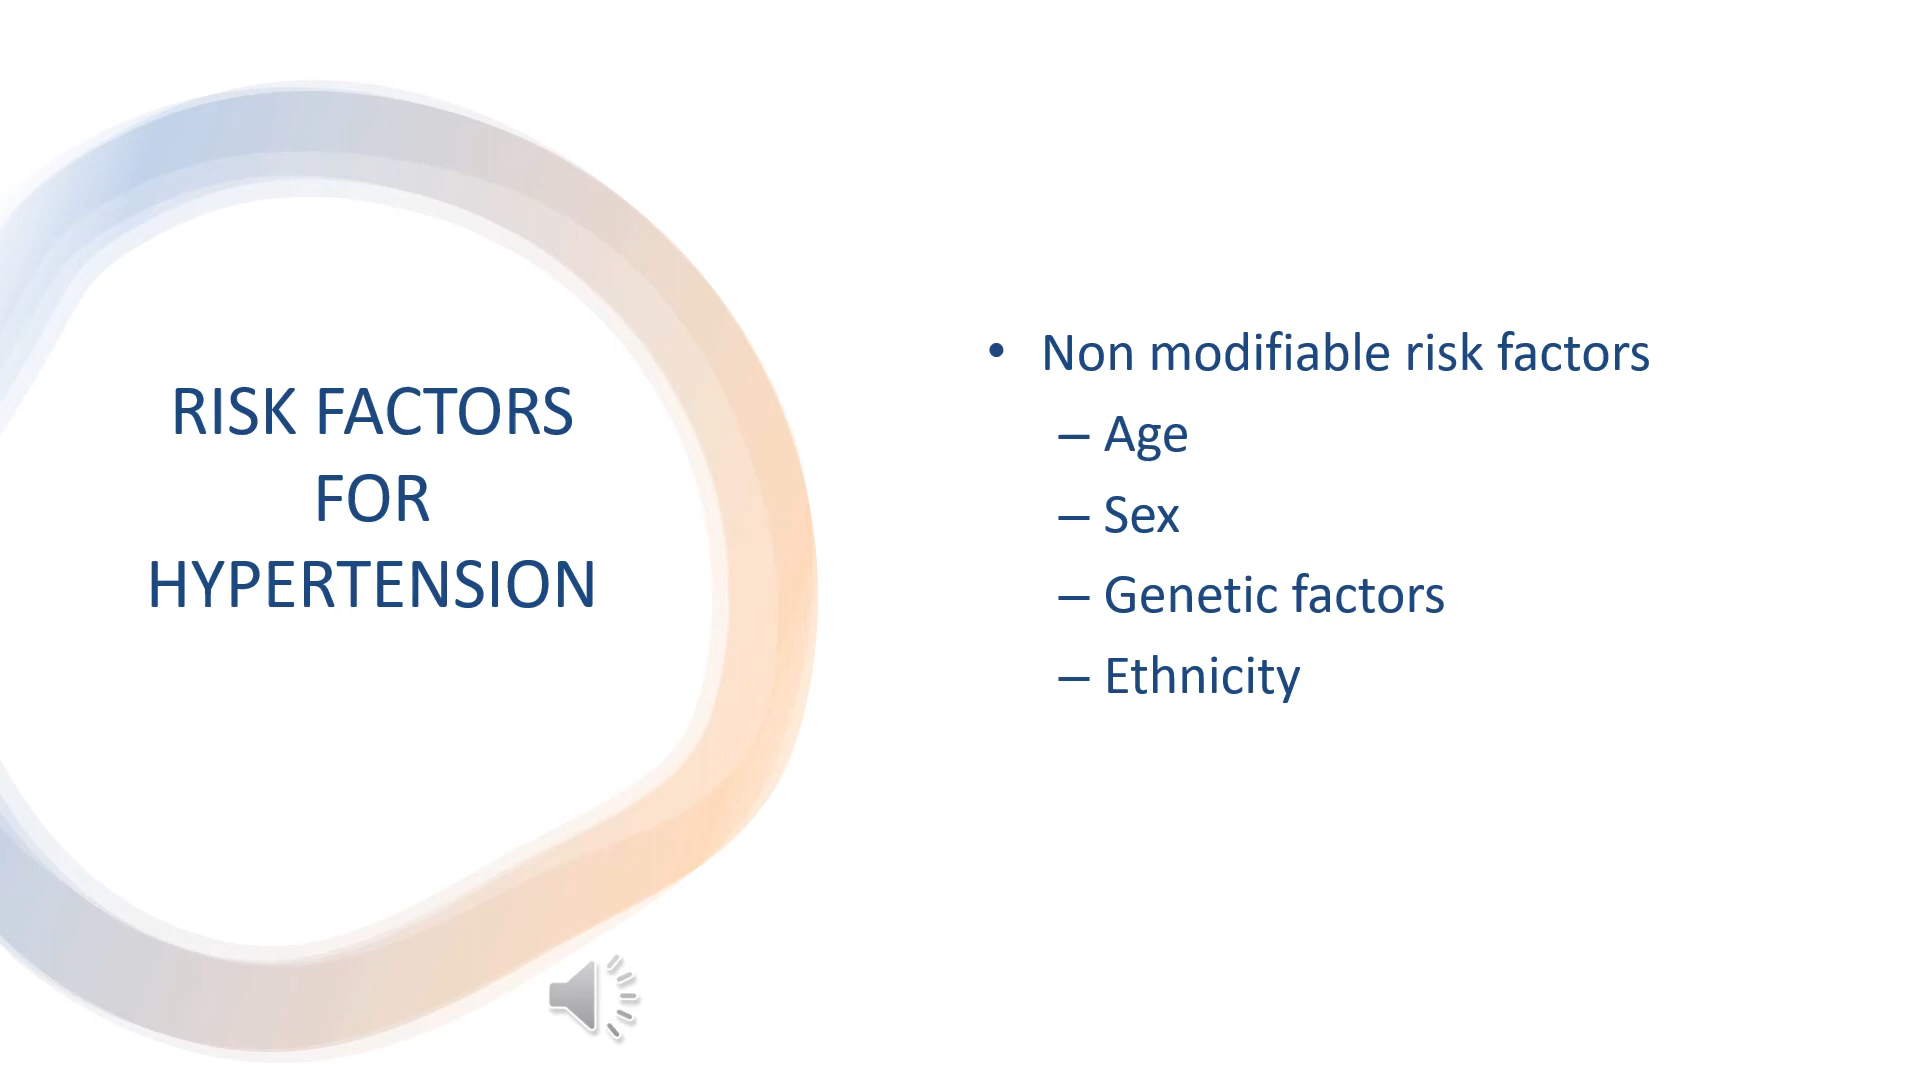 RISK FACTORS
FOR
HYPERTENSION
• Non modifiable risk factors
– Age
– Sex
– Genetic factors
– Ethnicity